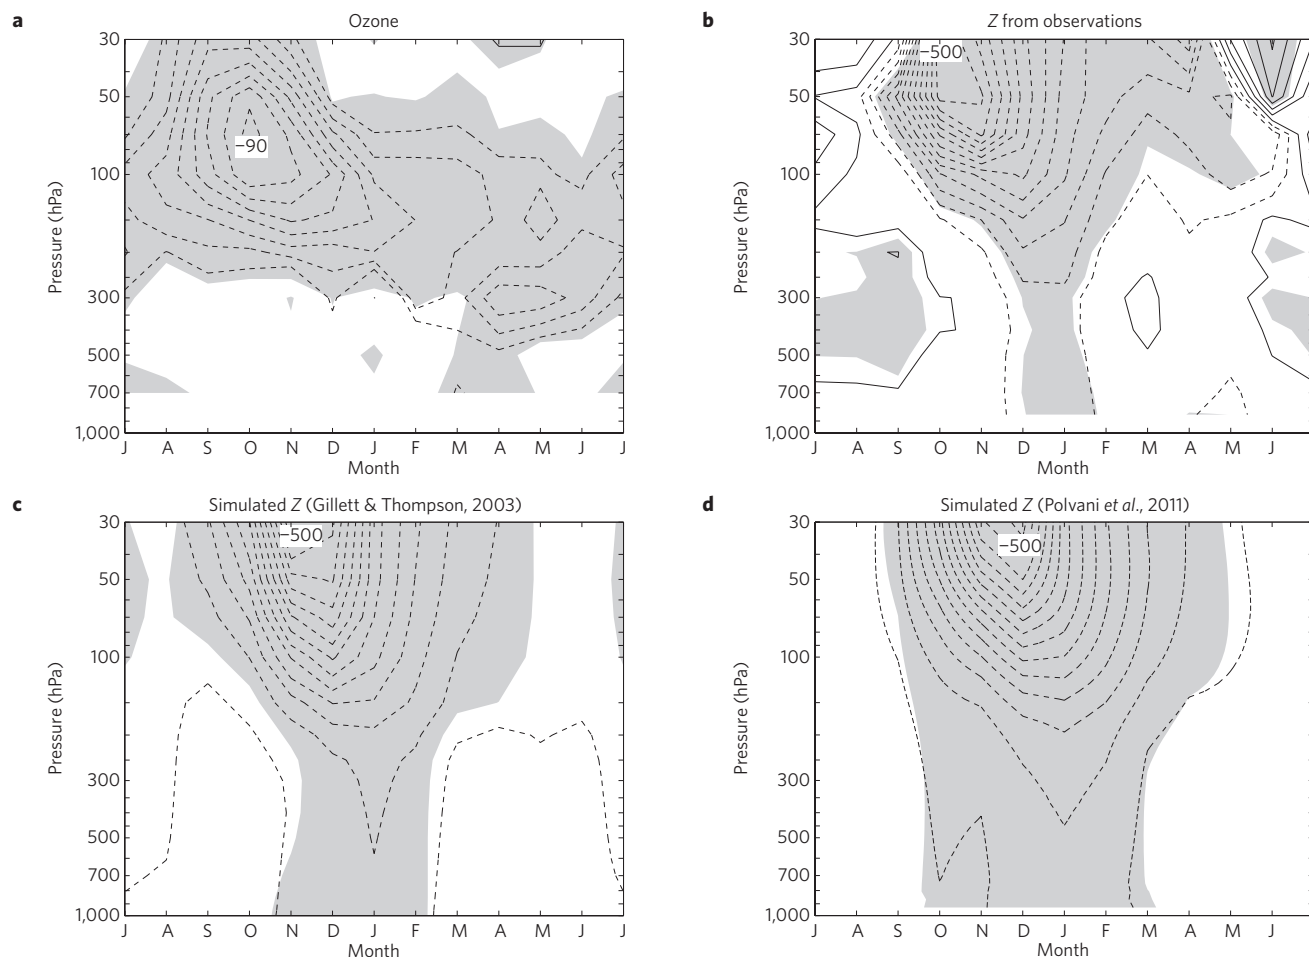 a
Ozone
30
50
100
300
500
700
1,000
Pressure (hPa)
−90
J A S O N D J F M A M J J
Month
b
Z from observations
30
50
100
300
500
700
1,000
Pressure (hPa)
−500
J A S O N D J F M A M J
Month
c
Simulated Z (Gillett & Thompson, 2003)
30
50
100
300
500
700
1,000
Pressure (hPa)
−500
J A S O N D J F M A M J J
Month
d
Simulated Z (Polvani et al., 2011)
30
50
100
300
500
700
1,000
Pressure (hPa)
−500
J A S O N D J F M A M J
Month